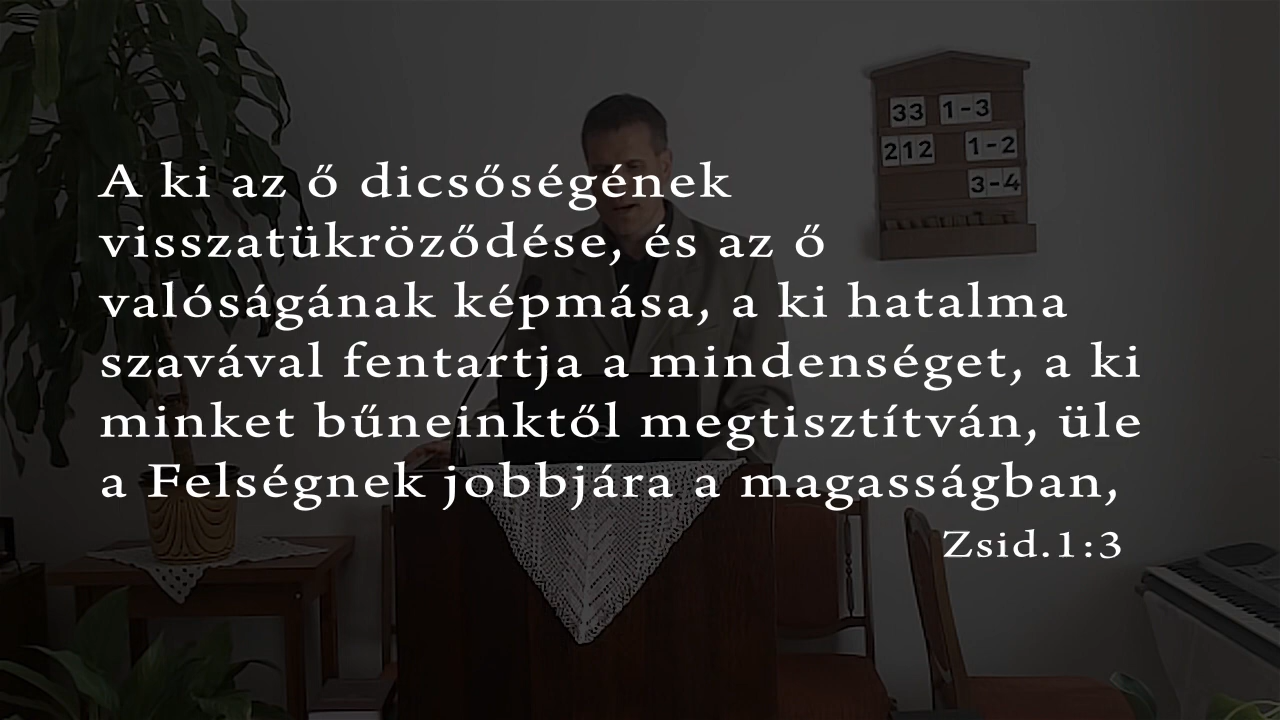 33 1-3
212 1-2
3-4
A ki az ő dicsőségének
visszatükröződése, és az ő
valóságának képmása, a ki hatalma
szavával fentartja a mindenséget, a ki
minket bűneinktől megtisztítván, üle
a Felségnek jobbjára a magasságban,
Zsid.1:3